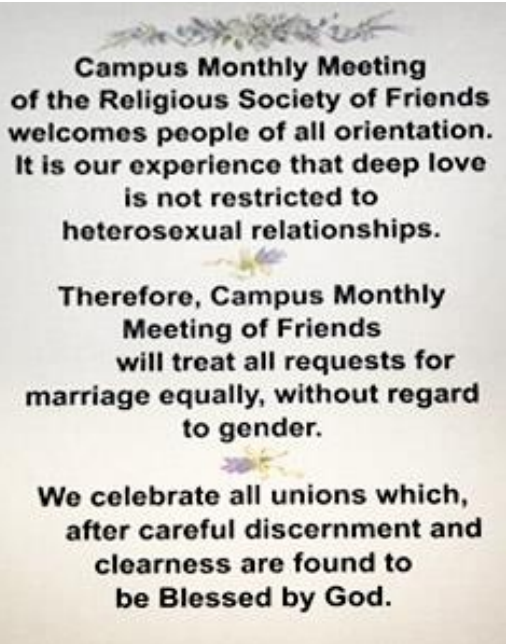 Campus Monthly Meeting
of the Religious Society of Friends
welcomes people of all orientation.
It is our experience that deep love
is not restricted to
heterosexual relationships.
Therefore, Campus Monthly
Meeting of Friends
will treat all requests for
marriage equally, without regard
to gender.
We celebrate all unions which,
after careful discernment and
clearness are found to
be Blessed by God.